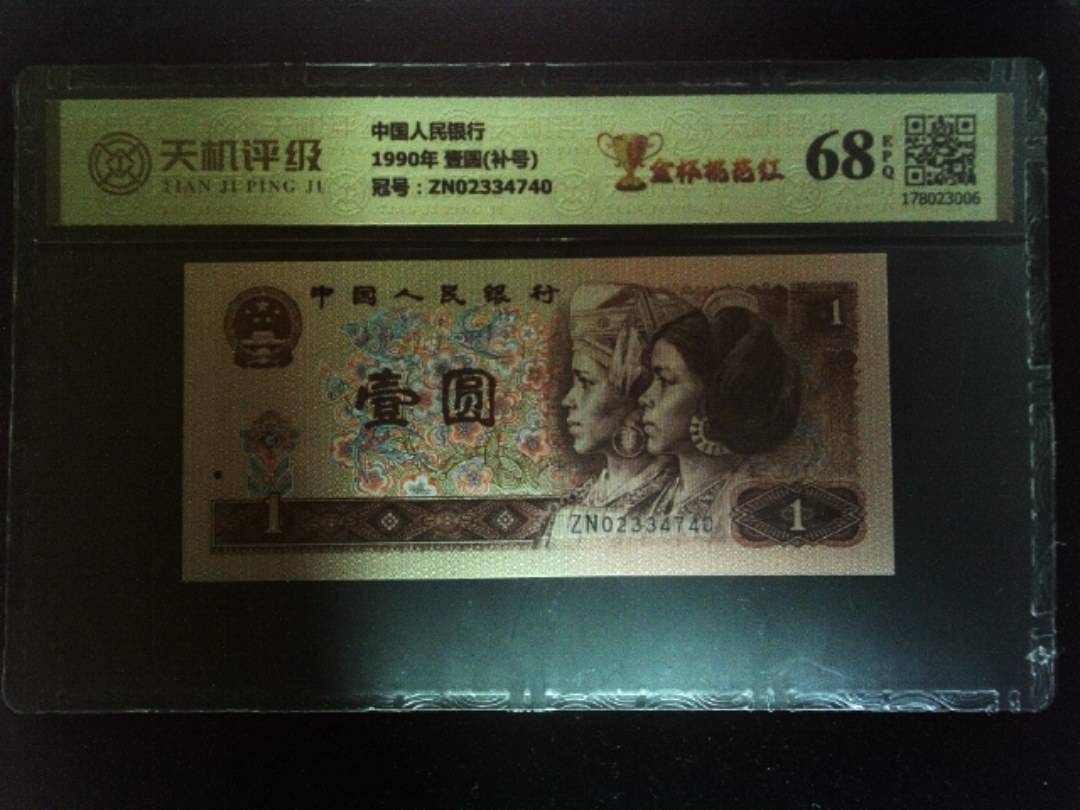 天机评级
TIAN JI PING JI
中国人民银行
1990年 壹圆(补号)
冠号：ZN02334740
金杯桃花红
68
EPQ
178023006
中国人民银行
壹圆
1
1
ZN02334740
1